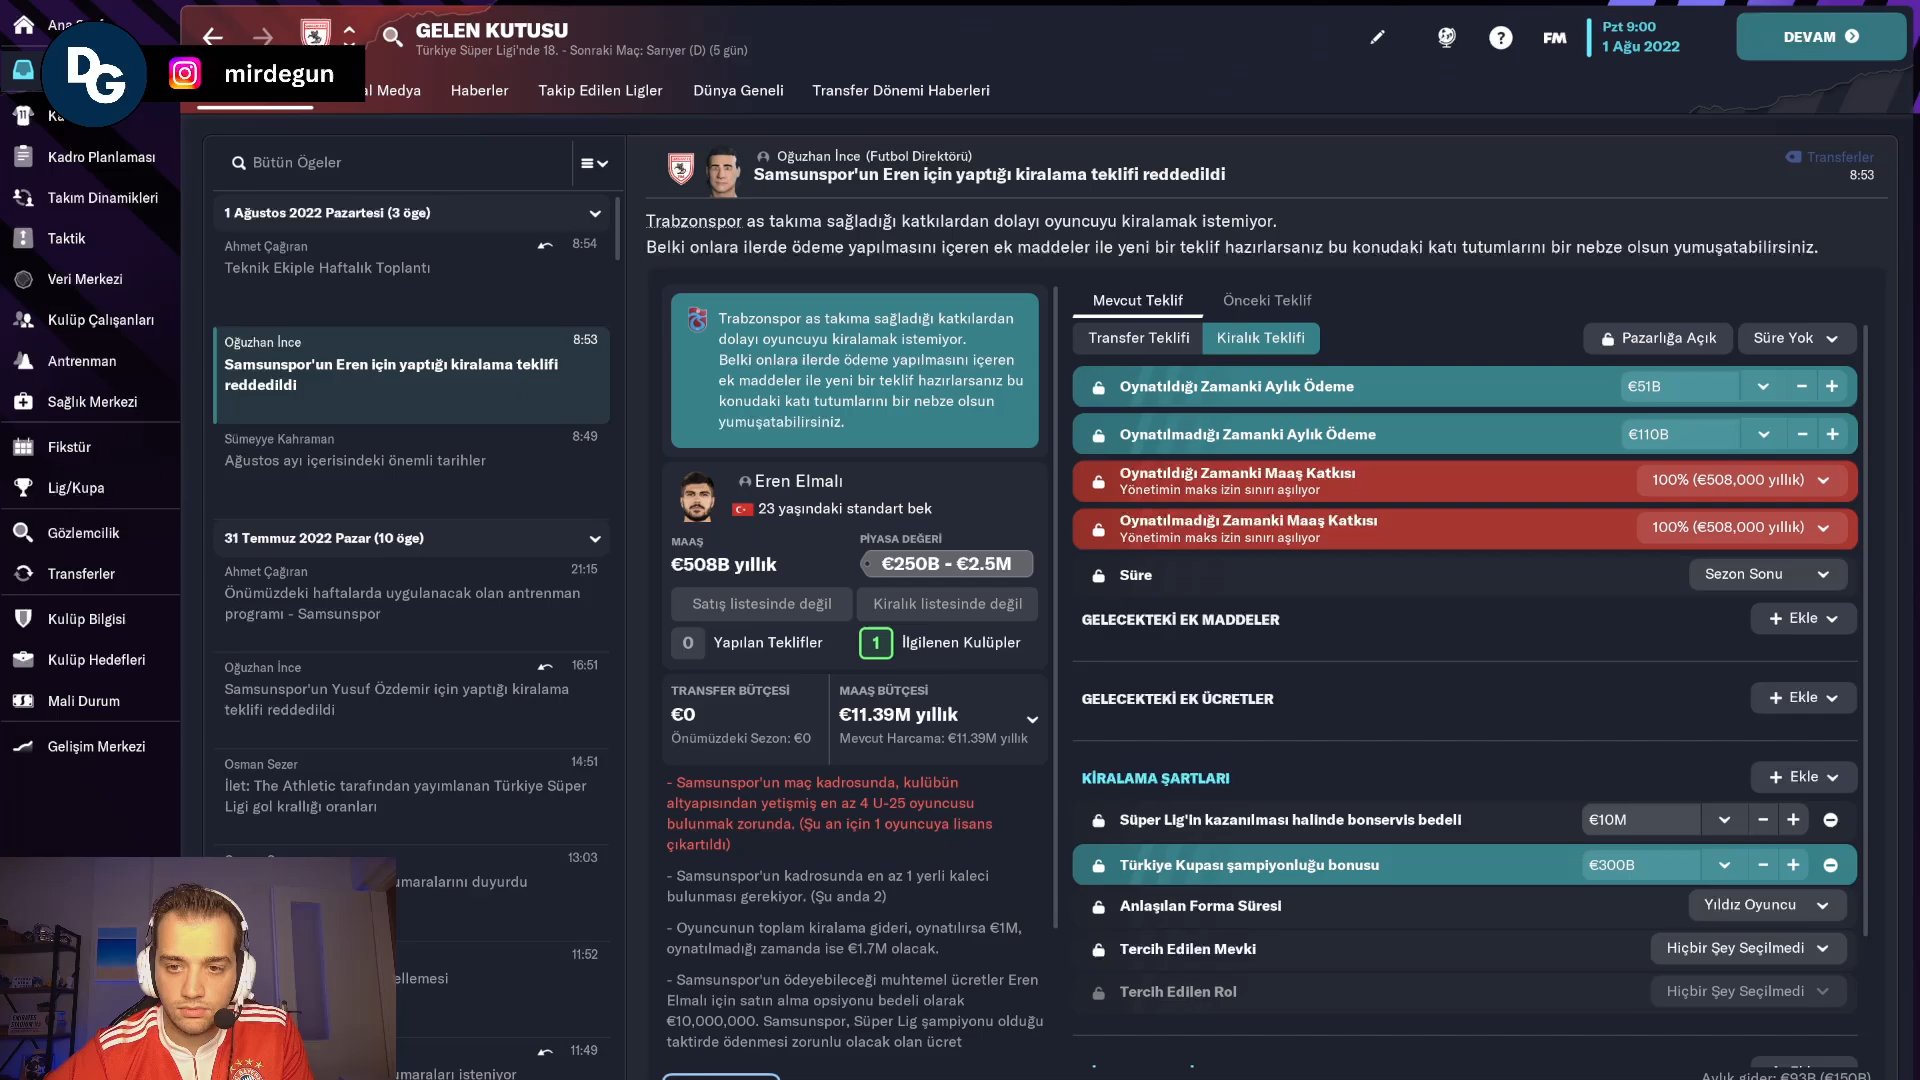 GELEN KUTUSU
Türkiye Süper Ligi'nde 18. - Sonraki Maç: Sarıyer (D) (5 gün)
FM
Pzt 9:00
1 Ağu 2022
DEVAM
DG
mirdegun
al Medya
Haberler
Takip Edilen Ligler
Dünya Geneli
Transfer Dönemi Haberleri
Kadro Planlaması
Takım Dinamikleri
Taktik
Veri Merkezi
Kulüp Çalışanları
Antrenman
Sağlık Merkezi
Fikstür
Lig/Kupa
Gözlemcilik
Transferler
Kulüp Bilgisi
Kulüp Hedefleri
Mali Durum
Gelişim Merkezi
Bütün Ögeler
1 Ağustos 2022 Pazartesi (3 öge)
Ahmet Çağıran 8:54
Teknik Ekiple Haftalık Toplantı
Oğuzhan İnce 8:53
Samsunspor'un Eren için yaptığı kiralama teklifi
reddedildi
Sümeyye Kahraman 8:49
Ağustos ayı içerisindeki önemli tarihler
31 Temmuz 2022 Pazar (10 öge)
Ahmet Çağıran 21:15
Önümüzdeki haftalarda uygulanacak olan antrenman
programı - Samsunspor
Oğuzhan İnce 16:51
Samsunspor'un Yusuf Özdemir için yaptığı kiralama
teklifi reddedildi
Osman Sezer 14:51
İlet: The Athletic tarafından yayımlanan Türkiye Süper
Ligi gol krallığı oranları
13:03
umaralarını duyurdu
11:52
ellemesi
11:49
umaraları isteniyor
Oğuzhan İnce (Futbol Direktörü)
Samsunspor'un Eren için yaptığı kiralama teklifi reddedildi
Transferler
8:53
Trabzonspor as takıma sağladığı katkılardan dolayı oyuncuyu kiralamak istemiyor.
Belki onlara ilerde ödeme yapılmasını içeren ek maddeler ile yeni bir teklif hazırlarsanız bu konudaki katı tutumlarını bir nebze olsun yumuşatabilirsiniz.
Trabzonspor as takıma sağladığı katkılardan
dolayı oyuncuyu kiralamak istemiyor.
Belki onlara ilerde ödeme yapılmasını içeren
ek maddeler ile yeni bir teklif hazırlarsanız bu
konudaki katı tutumlarını bir nebze olsun
yumuşatabilirsiniz.
Eren Elmalı
23 yaşındaki standart bek
MAAŞ
€508B yıllık
PİYASA DEĞERİ
€250B - €2.5M
Satış listesinde değil
Kiralık listesinde değil
0 Yapılan Teklifler
1 İlgilenen Kulüpler
TRANSFER BÜTÇESİ
€0
Önümüzdeki Sezon: €0
MAAŞ BÜTÇESİ
€11.39M yıllık
Mevcut Harcama: €11.39M yıllık
- Samsunspor'un maç kadrosunda, kulübün
altyapısından yetişmiş en az 4 U-25 oyuncusu
bulunmak zorunda. (Şu an için 1 oyuncuya lisans
çıkartıldı)
- Samsunspor'un kadrosunda en az 1 yerli kaleci
bulunması gerekiyor. (Şu anda 2)
- Oyuncunun toplam kiralama gideri, oynatılırsa €1M,
oynatılmadığı zamanda ise €1.7M olacak.
- Samsunspor'un ödeyebileceği muhtemel ücretler Eren
Elmalı için satın alma opsiyonu bedeli olarak
€10,000,000. Samsunspor, Süper Lig şampiyonu olduğu
taktirde ödenmesi zorunlu olacak olan ücret
Mevcut Teklif
Önceki Teklif
Transfer Teklifi
Kiralık Teklifi
Pazarlığa Açık
Süre Yok
Oynatıldığı Zamanki Aylık Ödeme €51B
Oynatılmadığı Zamanki Aylık Ödeme €110B
Oynatıldığı Zamanki Maaş Katkısı 100% (€508,000 yıllık)
Yönetimin maks izin sınırı aşılıyor
Oynatılmadığı Zamanki Maaş Katkısı 100% (€508,000 yıllık)
Yönetimin maks izin sınırı aşılıyor
Süre Sezon Sonu
GELECEKTEKİ EK MADDELER Ekle
GELECEKTEKİ EK ÜCRETLER Ekle
KİRALAMA ŞARTLARI Ekle
Süper Lig'in kazanılması halinde bonservis bedeli €10M
Türkiye Kupası şampiyonluğu bonusu €300B
Anlaşılan Forma Süresi Yıldız Oyuncu
Tercih Edilen Mevki Hiçbir Şey Seçilmedi
Tercih Edilen Rol Hiçbir Şey Seçilmedi
Aylık gider: €93B (€150B)